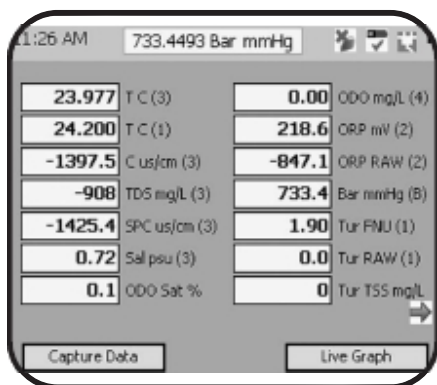 1:26 AM 733.4493 Bar mmHg
23.977 T C (3) 0.00 ODO mg/L (4)
24.200 T C (1) 218.6 ORP mV (2)
-1397.5 C us/cm (3) -847.1 ORP RAW (2)
-908 TDS mg/L (3) 733.4 Bar mmHg (B)
-1425.4 SPC us/cm (3) 1.90 Tur FNU (1)
0.72 Sal psu (3) 0.0 Tur RAW (1)
0.1 ODO Sat % 0 Tur TSS mg/L
Capture Data Live Graph